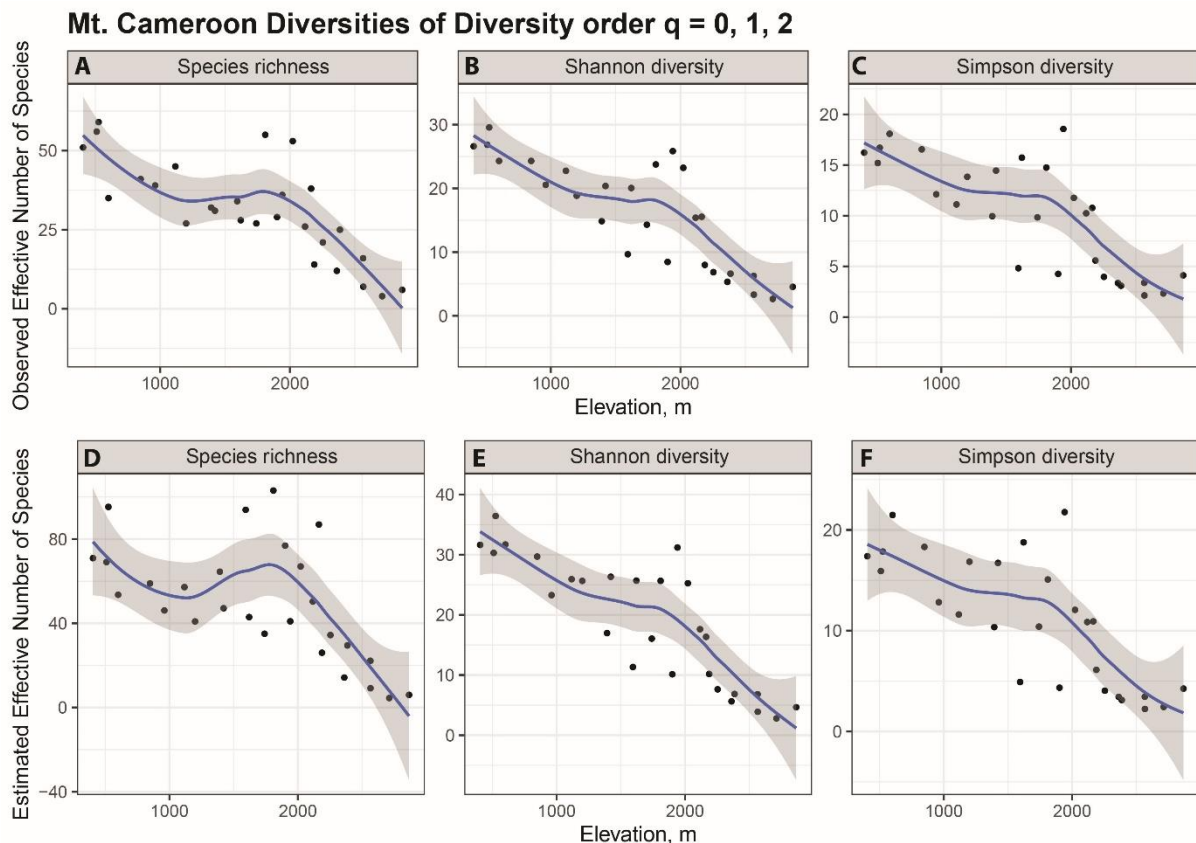 Mt. Cameroon Diversities of Diversity order q = 0, 1, 2
A Species richness
B Shannon diversity
C Simpson diversity
Observed Effective Number of Species
50
25
0
30
20
10
0
20
15
10
5
0
1000 2000
1000 2000
1000 2000
Elevation, m
D Species richness
E Shannon diversity
F Simpson diversity
Estimated Effective Number of Species
80
40
0
−40
40
30
20
10
0
20
10
0
1000 2000
1000 2000
1000 2000
Elevation, m